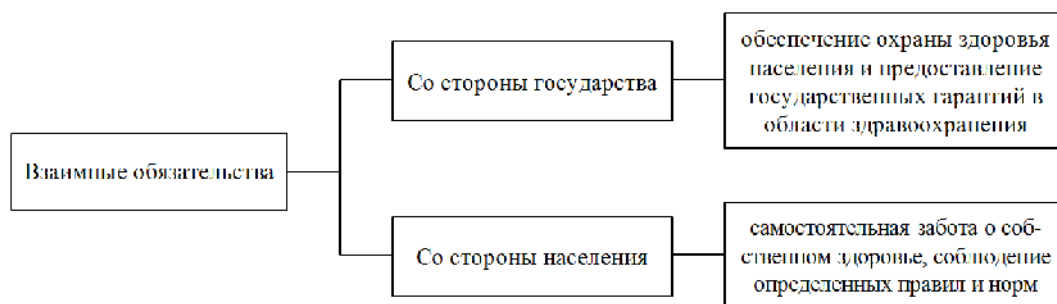 Взаимные обязательства
Со стороны государства
обеспечение охраны здоровья
населения и предоставление
государственных гарантий в
области здравоохранения
Со стороны населения
самостоятельная забота о соб-
ственном здоровье, соблюдение
определенных правил и норм